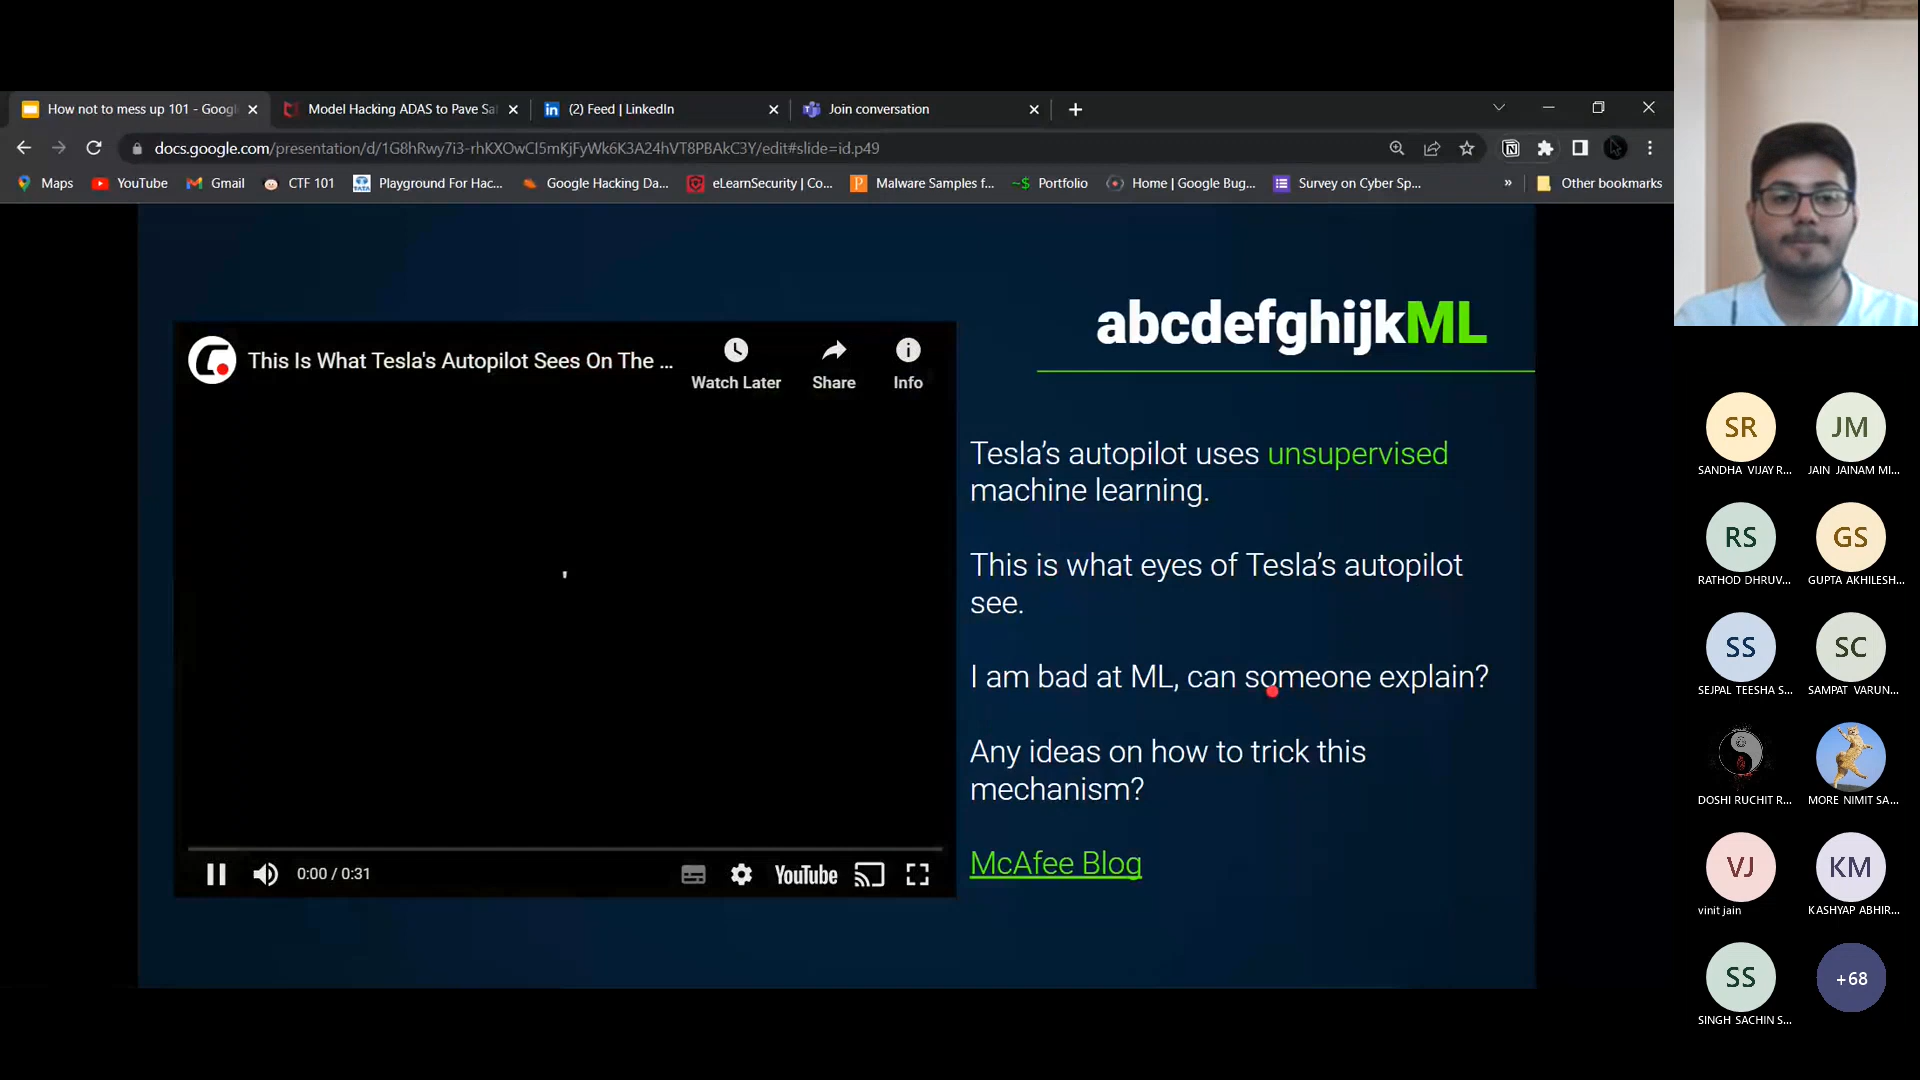 How not to mess up 101 - Goog
Model Hacking ADAS to Pave Sa
(2) Feed | LinkedIn
Join conversation
docs.google.com/presentation/d/1G8hRwy7i3-rhKXOwCI5mKjFyWk6K3A24hVT8PBAkC3Y/edit#slide=id.p49
Maps YouTube Gmail CTF 101 Playground For Hac... Google Hacking Da... eLearnSecurity | Co... Malware Samples f... ~$ Portfolio Home | Google Bug... Survey on Cyber Sp... » Other bookmarks
This Is What Tesla's Autopilot Sees On The ...
Watch Later Share Info
0:00 / 0:31
YouTube
abcdefghijkML
Tesla's autopilot uses unsupervised
machine learning.
This is what eyes of Tesla's autopilot
see.
I am bad at ML, can someone explain?
Any ideas on how to trick this
mechanism?
McAfee Blog
SR JM
SANDHA VIJAY R... JAIN JAINAM MI...
RS GS
RATHOD DHRUV... GUPTA AKHILESH...
SS SC
SEJPAL TEESHA S... SAMPAT VARUN...
DOSHI RUCHIT R... MORE NIMIT SA...
VJ KM
vinit jain KASHYAP ABHIR...
SS +68
SINGH SACHIN S...